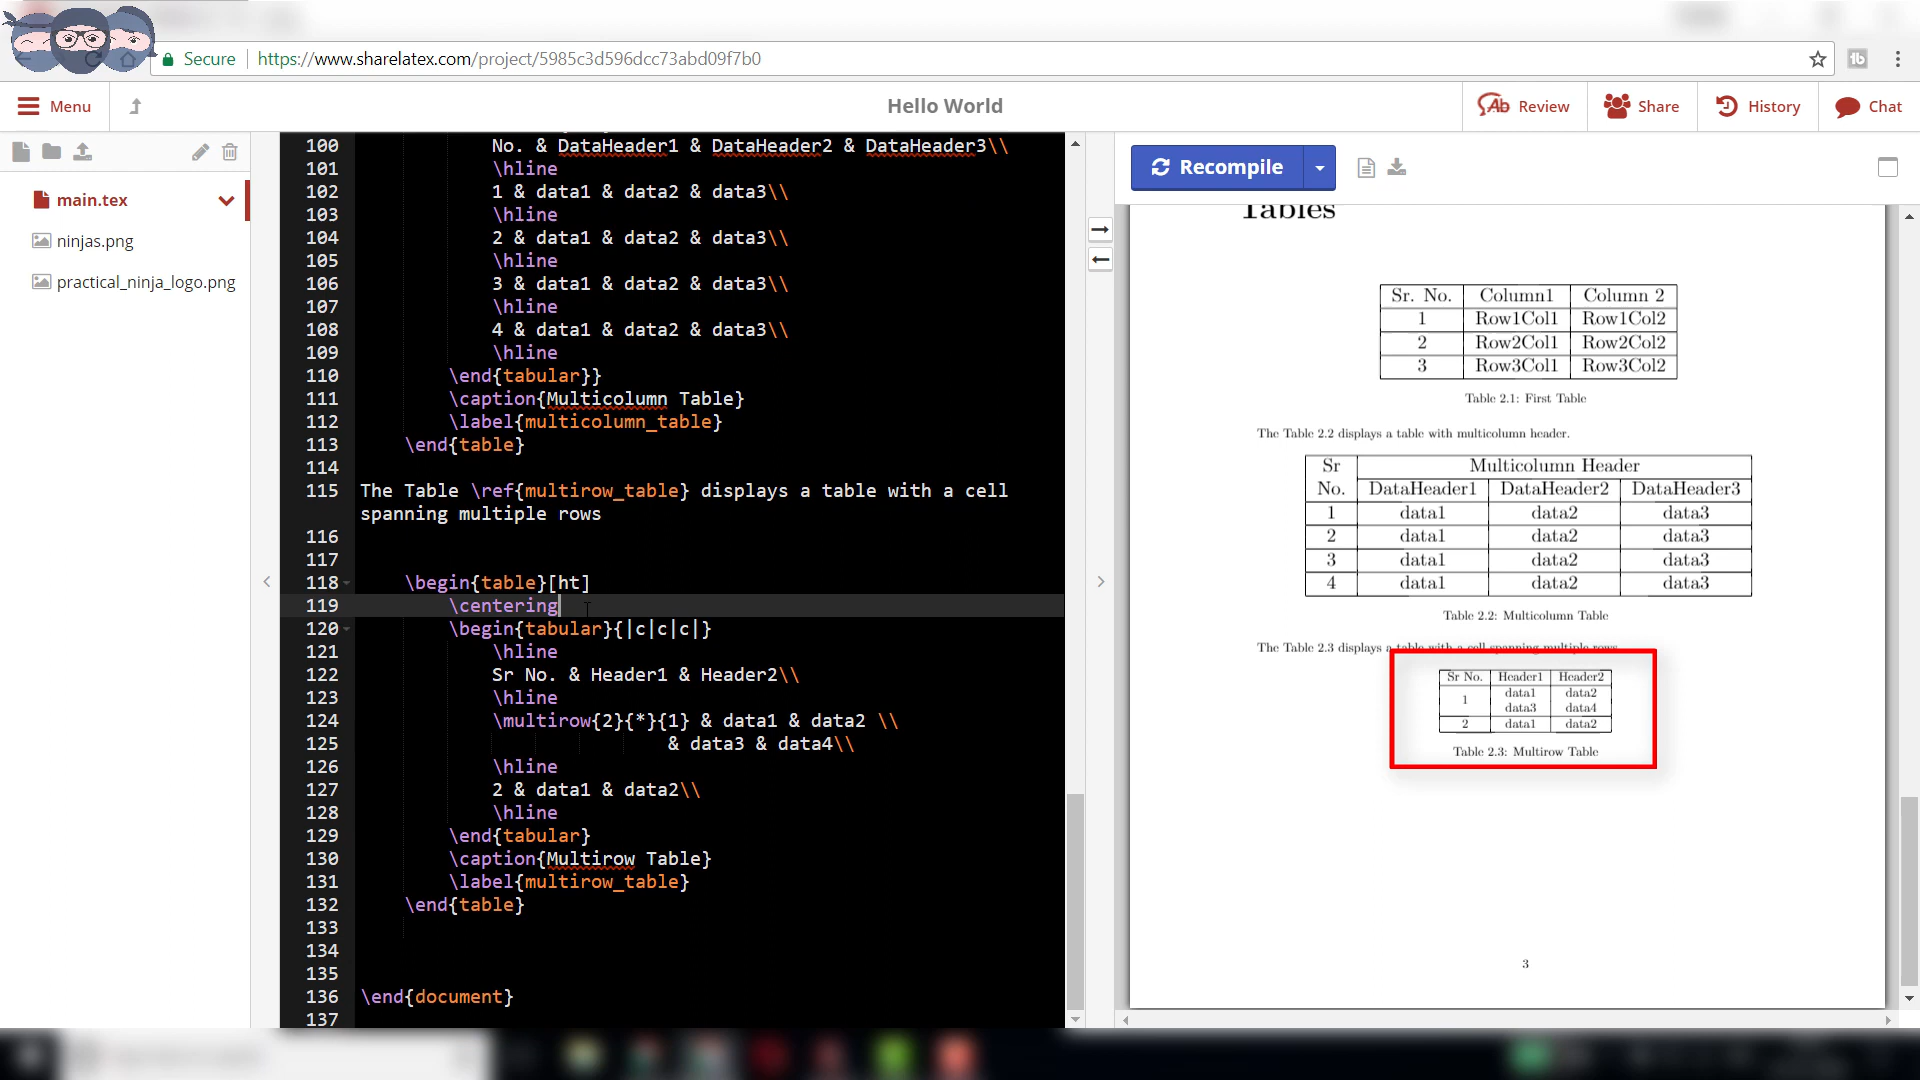 Secure
https://www.sharelatex.com/project/5985c3d596dcc73abd09f7b0
Menu
Hello World
Review
Share
History
Chat
main.tex
ninjas.png
practical_ninja_logo.png
100 No. & DataHeader1 & DataHeader2 & DataHeader3\\
101 \hline
102 1 & data1 & data2 & data3\\
103 \hline
104 2 & data1 & data2 & data3\\
105 \hline
106 3 & data1 & data2 & data3\\
107 \hline
108 4 & data1 & data2 & data3\\
109 \hline
110 \end{tabular}}
111 \caption{Multicolumn Table}
112 \label{multicolumn_table}
113 \end{table}
114
115 The Table \ref{multirow_table} displays a table with a cell
spanning multiple rows
116
117
118 \begin{table}[ht]
119 \centering
120 \begin{tabular}{|c|c|c|}
121 \hline
122 Sr No. & Header1 & Header2\\
123 \hline
124 \multirow{2}{*}{1} & data1 & data2 \\
125 & data3 & data4\\
126 \hline
127 2 & data1 & data2\\
128 \hline
129 \end{tabular}
130 \caption{Multirow Table}
131 \label{multirow_table}
132 \end{table}
133
134
135
136 \end{document}
137
Recompile
Tables
Sr. No. Column1 Column 2
1 Row1Col1 Row1Col2
2 Row2Col1 Row2Col2
3 Row3Col1 Row3Col2
Table 2.1: First Table
The Table 2.2 displays a table with multicolumn header.
Sr Multicolumn Header
No. DataHeader1 DataHeader2 DataHeader3
1 data1 data2 data3
2 data1 data2 data3
3 data1 data2 data3
4 data1 data2 data3
Table 2.2: Multicolumn Table
The Table 2.3 displays a table with a cell spanning multiple rows
Sr No. Header1 Header2
1 data1 data2
data3 data4
2 data1 data2
Table 2.3: Multirow Table
3